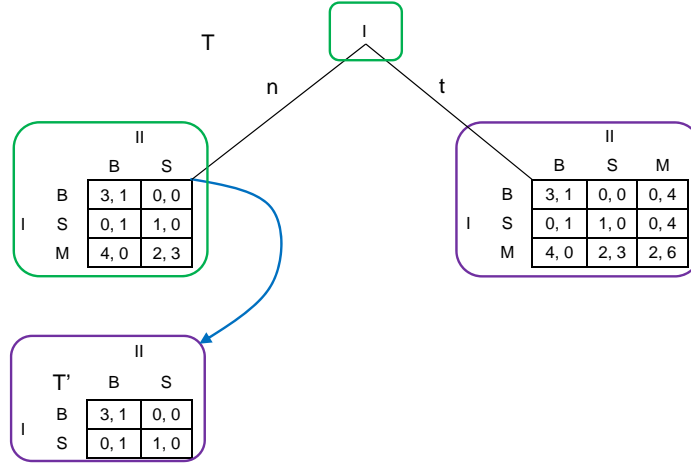 I
T
n t
II
B S
B 3, 1 0, 0
I S 0, 1 1, 0
M 4, 0 2, 3
II
B S M
B 3, 1 0, 0 0, 4
I S 0, 1 1, 0 0, 4
M 4, 0 2, 3 2, 6
II
T' B S
B 3, 1 0, 0
I S 0, 1 1, 0